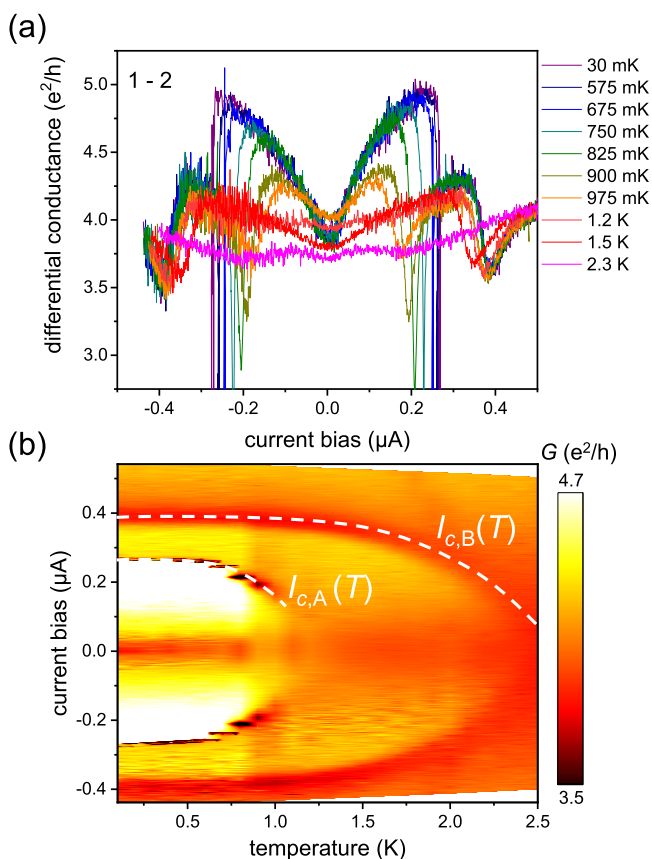 (a)
1 - 2
differential conductance (e²/h)
5.0
4.5
4.0
3.5
3.0
-0.4
-0.2
0.0
0.2
0.4
current bias (µA)
30 mK
575 mK
675 mK
750 mK
825 mK
900 mK
975 mK
1.2 K
1.5 K
2.3 K
(b)
G (e²/h)
4.7
3.5
current bias (µA)
0.4
0.2
0.0
-0.2
-0.4
I_c,B(T)
I_c,A(T)
0.5
1.0
1.5
2.0
2.5
temperature (K)